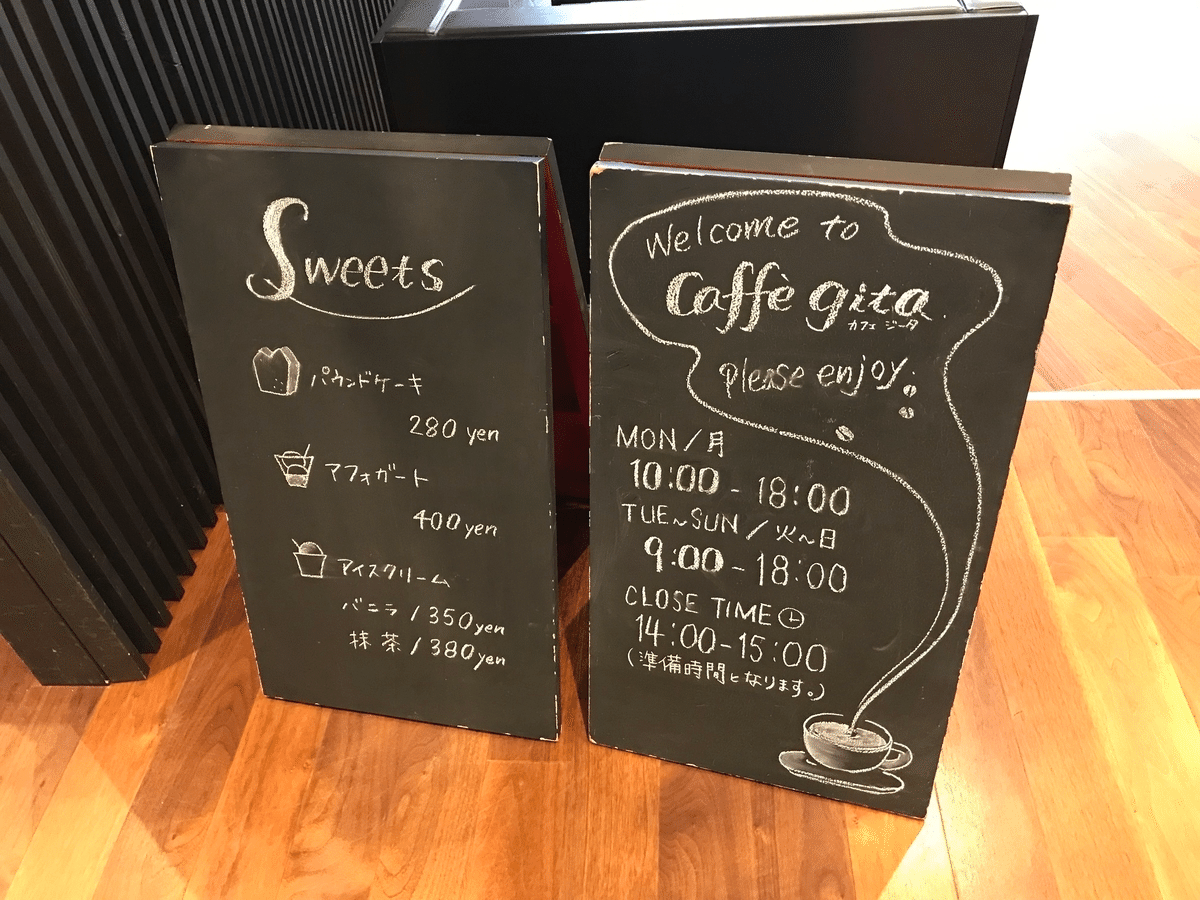 Sweets
パウンドケーキ
280 yen
アフォガート
400 yen
アイスクリーム
バニラ / 350 yen
抹茶 / 380 yen
Welcome to
Caffè gita
カフェ ジータ
please enjoy.
MON / 月
10:00 - 18:00
TUE~SUN / 火~日
9:00 - 18:00
CLOSE TIME
14:00-15:00
(準備時間となります。)